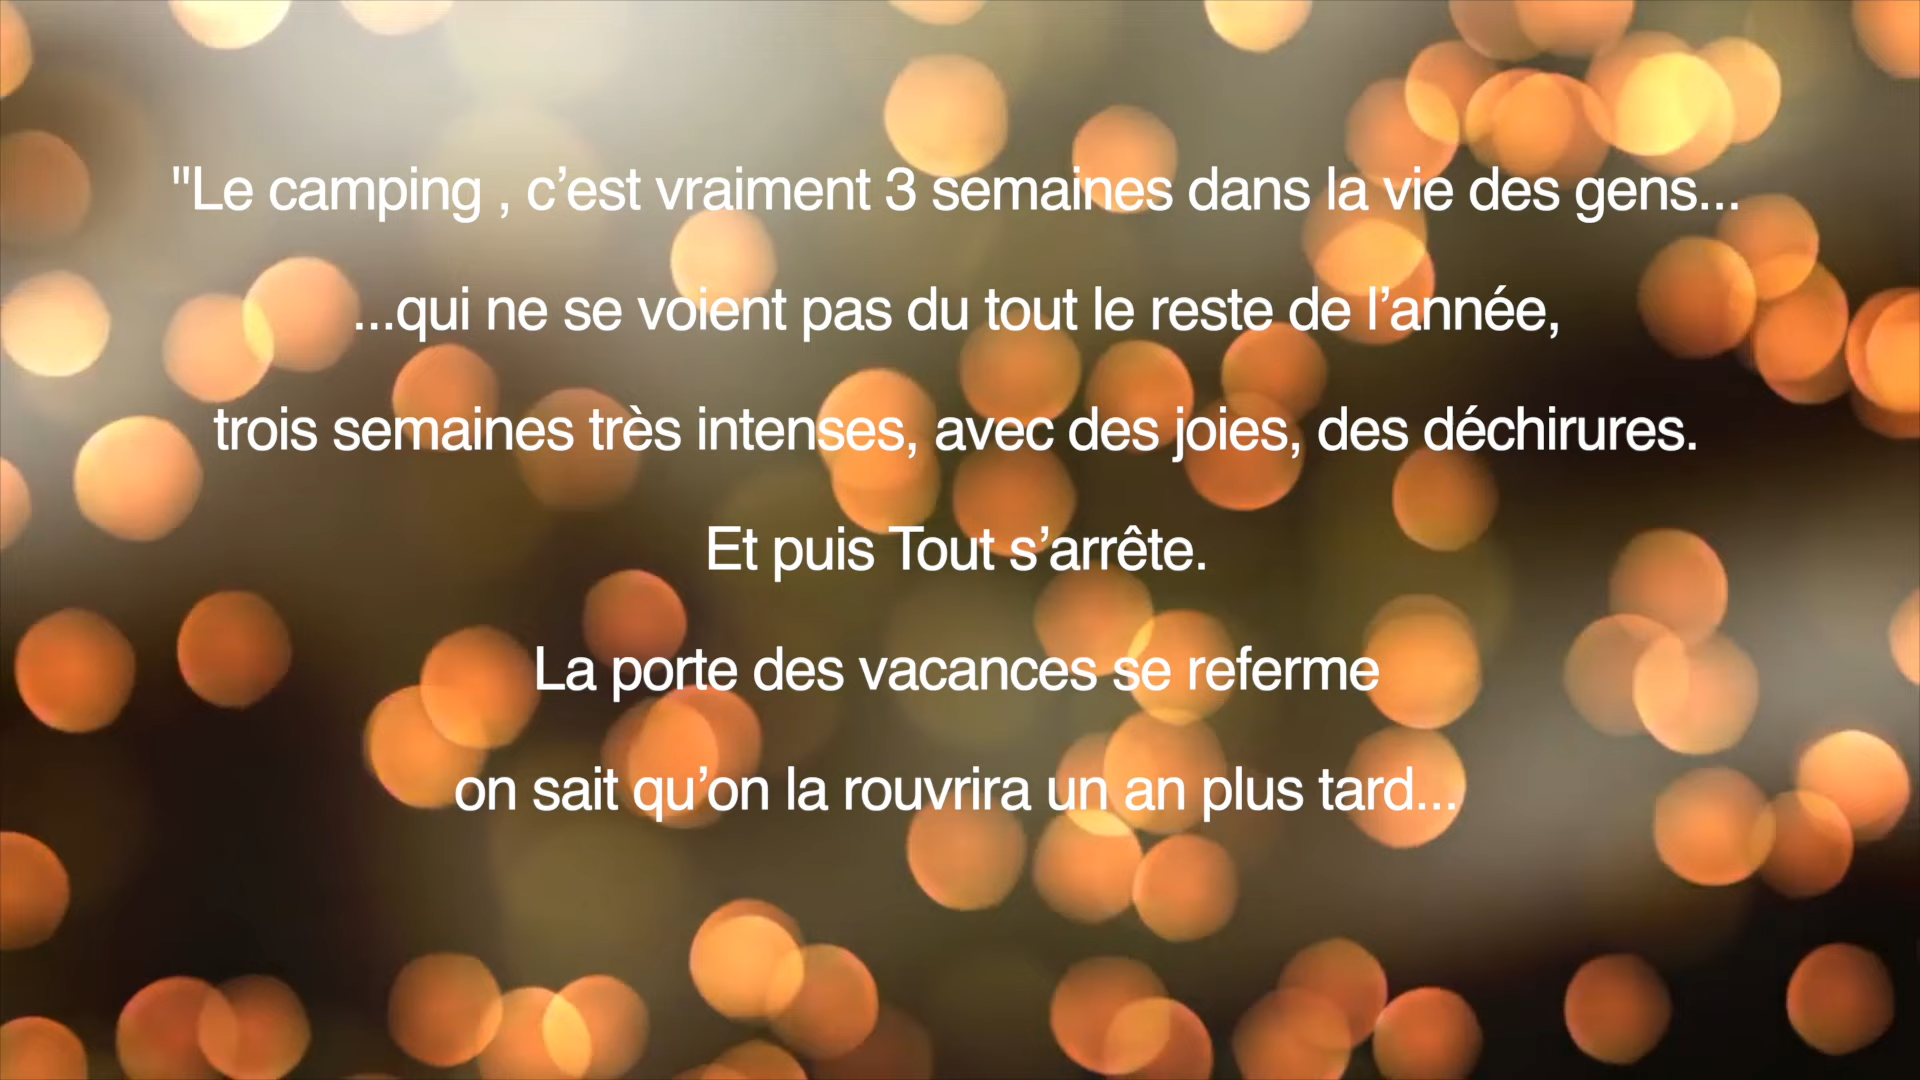 "Le camping , c’est vraiment 3 semaines dans la vie des gens...
...qui ne se voient pas du tout le reste de l’année,
trois semaines très intenses, avec des joies, des déchirures.
Et puis Tout s’arrête.
La porte des vacances se referme
on sait qu’on la rouvrira un an plus tard...